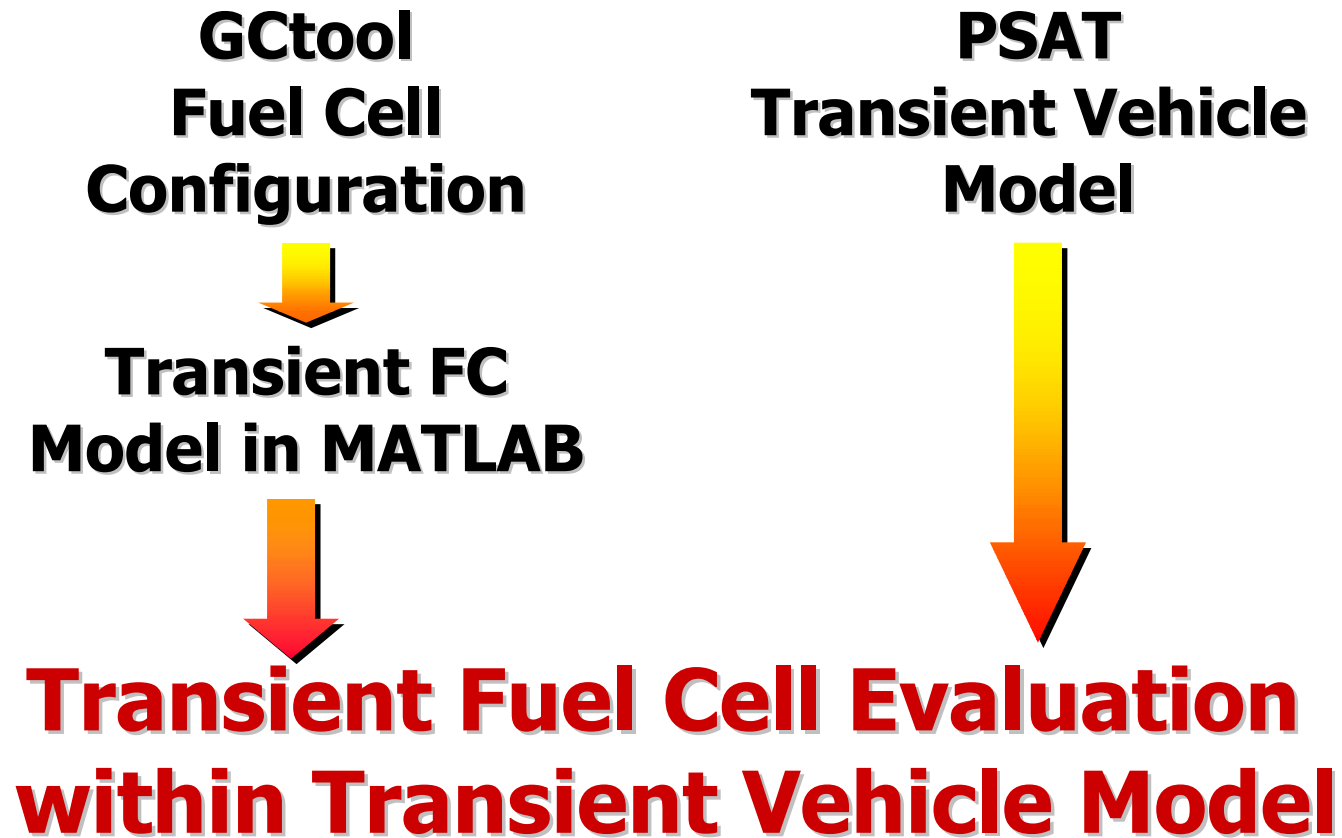 GCtool
Fuel Cell
Configuration
Transient FC
Model in MATLAB
PSAT
Transient Vehicle
Model
Transient Fuel Cell Evaluation
within Transient Vehicle Model